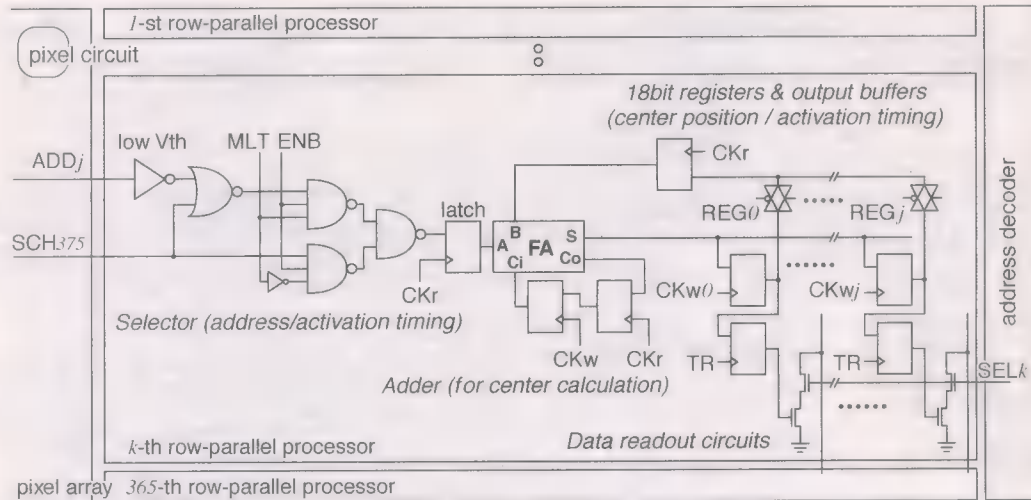 1-st row-parallel processor
pixel circuit
18bit registers & output buffers
(center position / activation timing)
low Vth
MLT ENB
CKr
ADDj
REG0
REGj
latch
SCH375
A
B
Ci
FA
S
Co
CKr
CKw0
CKwj
Selector (address/activation timing)
CKw
CKr
TR
TR
Adder (for center calculation)
SELk
address decoder
k-th row-parallel processor
Data readout circuits
pixel array
365-th row-parallel processor